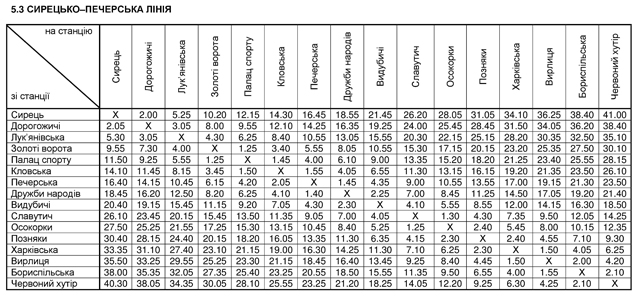 5.3 СИРЕЦЬКО–ПЕЧЕРСЬКА ЛІНІЯ
на станцію
зі станції
Сирець Дорогожичі Лук'янівська Золоті ворота Палац спорту Кловська Печерська Дружби народів Видубичі Славутич Осокорки Позняки Харківська Вирлиця Бориспільська Червоний хутір
Сирець X 2.00 5.25 10.20 12.15 14.30 16.45 18.55 21.45 26.20 28.05 31.05 34.10 36.25 38.40 41.00
Дорогожичі 2.05 X 3.05 8.00 9.55 12.10 14.25 16.35 19.25 24.00 25.45 28.45 31.50 34.05 36.20 38.40
Лук'янівська 5.30 3.05 X 4.30 6.25 8.40 10.55 13.05 15.55 20.30 22.15 25.15 28.20 30.35 32.50 35.10
Золоті ворота 9.55 7.30 4.00 X 1.25 3.40 5.55 8.05 10.55 15.30 17.15 20.15 23.20 25.35 27.50 30.10
Палац спорту 11.50 9.25 5.55 1.25 X 1.45 4.00 6.10 9.00 13.35 15.20 18.20 21.25 23.40 25.55 28.15
Кловська 14.10 11.45 8.15 3.45 1.50 X 1.55 4.05 6.55 11.30 13.15 16.15 19.20 21.35 23.50 26.10
Печерська 16.40 14.15 10.45 6.15 4.20 2.05 X 1.45 4.35 9.00 10.55 13.55 17.00 19.15 21.30 23.50
Дружби народів 18.45 16.20 12.50 8.20 6.25 4.10 1.40 X 2.25 7.00 8.45 11.25 14.50 17.05 19.20 21.40
Видубичі 20.40 19.15 15.45 11.15 9.20 7.05 4.30 2.30 X 4.10 5.55 8.55 12.00 14.15 16.30 18.50
Славутич 26.10 23.45 20.15 15.45 13.50 11.35 9.05 7.00 4.05 X 1.30 4.30 7.35 9.50 12.05 14.25
Осокорки 27.50 25.25 21.55 17.25 15.30 13.15 10.45 8.40 5.25 1.25 X 2.40 5.45 8.00 10.15 12.35
Позняки 30.40 28.15 24.40 20.15 18.20 16.05 13.35 11.30 6.35 4.15 2.30 X 2.40 4.55 7.10 9.30
Харківська 33.35 31.10 27.40 23.10 21.15 19.00 16.30 14.25 11.30 7.10 6.25 2.30 X 1.50 4.05 6.25
Вирлиця 35.50 33.25 29.55 25.25 23.30 21.15 18.45 16.40 13.45 9.25 8.40 4.45 1.50 X 2.00 4.20
Бориспільська 38.00 35.35 32.05 27.35 25.40 23.25 20.55 18.50 15.55 11.35 9.50 6.55 4.00 1.55 X 2.10
Червоний хутір 40.30 38.05 34.35 30.05 28.10 25.55 23.25 21.20 18.25 14.05 12.20 9.25 6.30 4.25 2.10 X